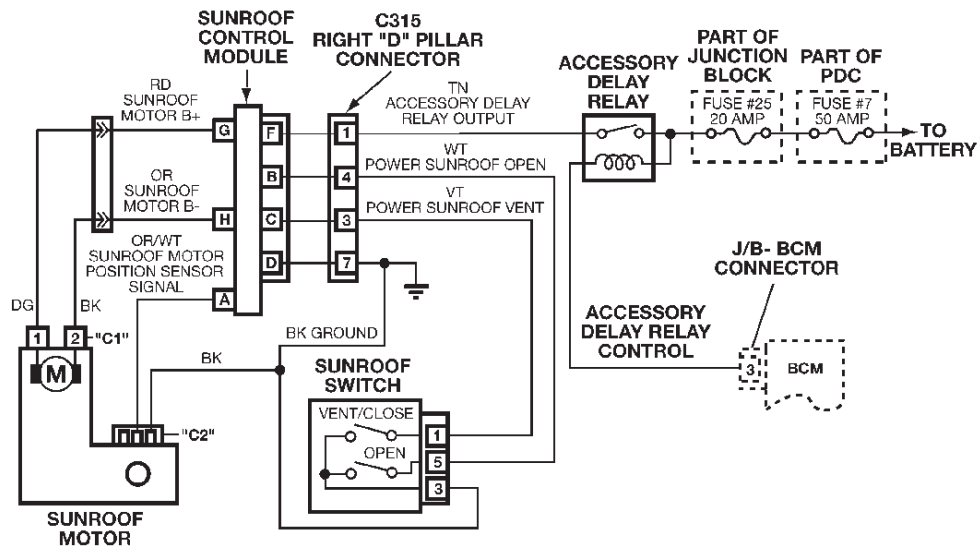 SUNROOF
CONTROL
MODULE
C315
RIGHT "D" PILLAR
CONNECTOR
ACCESSORY
DELAY
RELAY
PART OF
JUNCTION
BLOCK
PART OF
PDC
RD
SUNROOF
MOTOR B+
G
F
1
TN
ACCESSORY DELAY
RELAY OUTPUT
FUSE #25
20 AMP
FUSE #7
50 AMP
TO
BATTERY
B
4
WT
POWER SUNROOF OPEN
OR
SUNROOF
MOTOR B-
H
C
3
VT
POWER SUNROOF VENT
OR/WT
SUNROOF MOTOR
POSITION SENSOR
SIGNAL
D
7
A
J/B- BCM
CONNECTOR
DG
BK
1
2
"C1"
M
BK GROUND
BK
ACCESSORY
DELAY RELAY
CONTROL
3
BCM
SUNROOF
SWITCH
VENT/CLOSE
1
OPEN
5
3
"C2"
SUNROOF
MOTOR